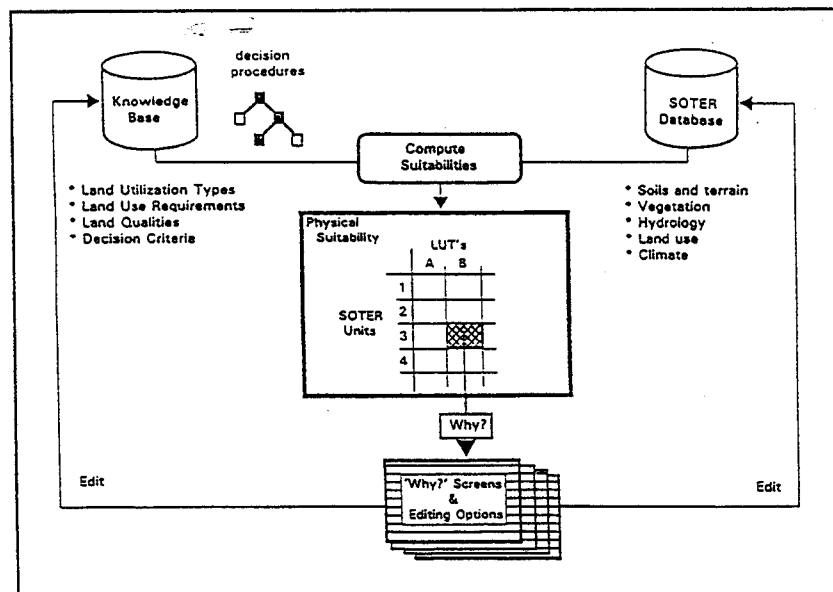 decision
procedures
Knowledge
Base
SOTER
Database
Compute
Suitabilities
* Land Utilization Types
* Land Use Requirements
* Land Qualities
* Decision Criteria
* Soils and terrain
* Vegetation
* Hydrology
* Land use
* Climate
Physical
Suitability
LUT's
A B
1
2
SOTER
Units
3
4
Why?
Edit
Edit
'Why?' Screens
&
Editing Options